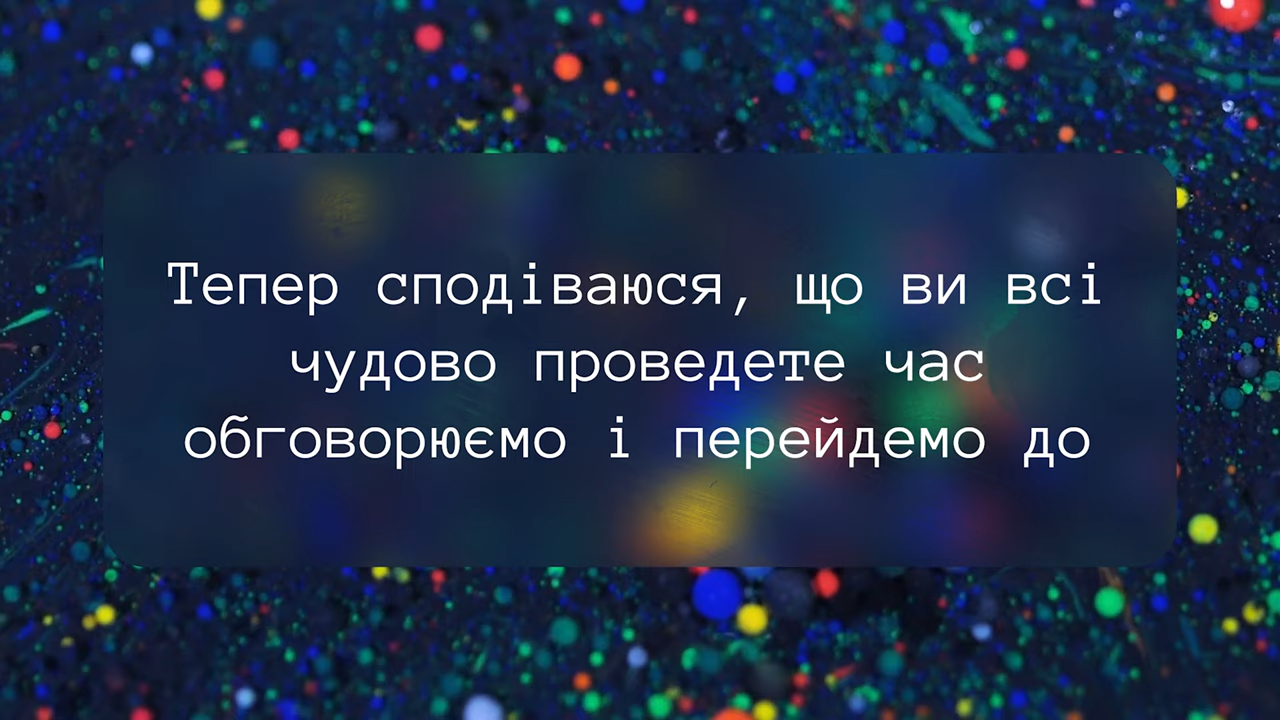 Тепер сподіваюся, що ви всі
чудово проведете час
обговорюємо і перейдемо до